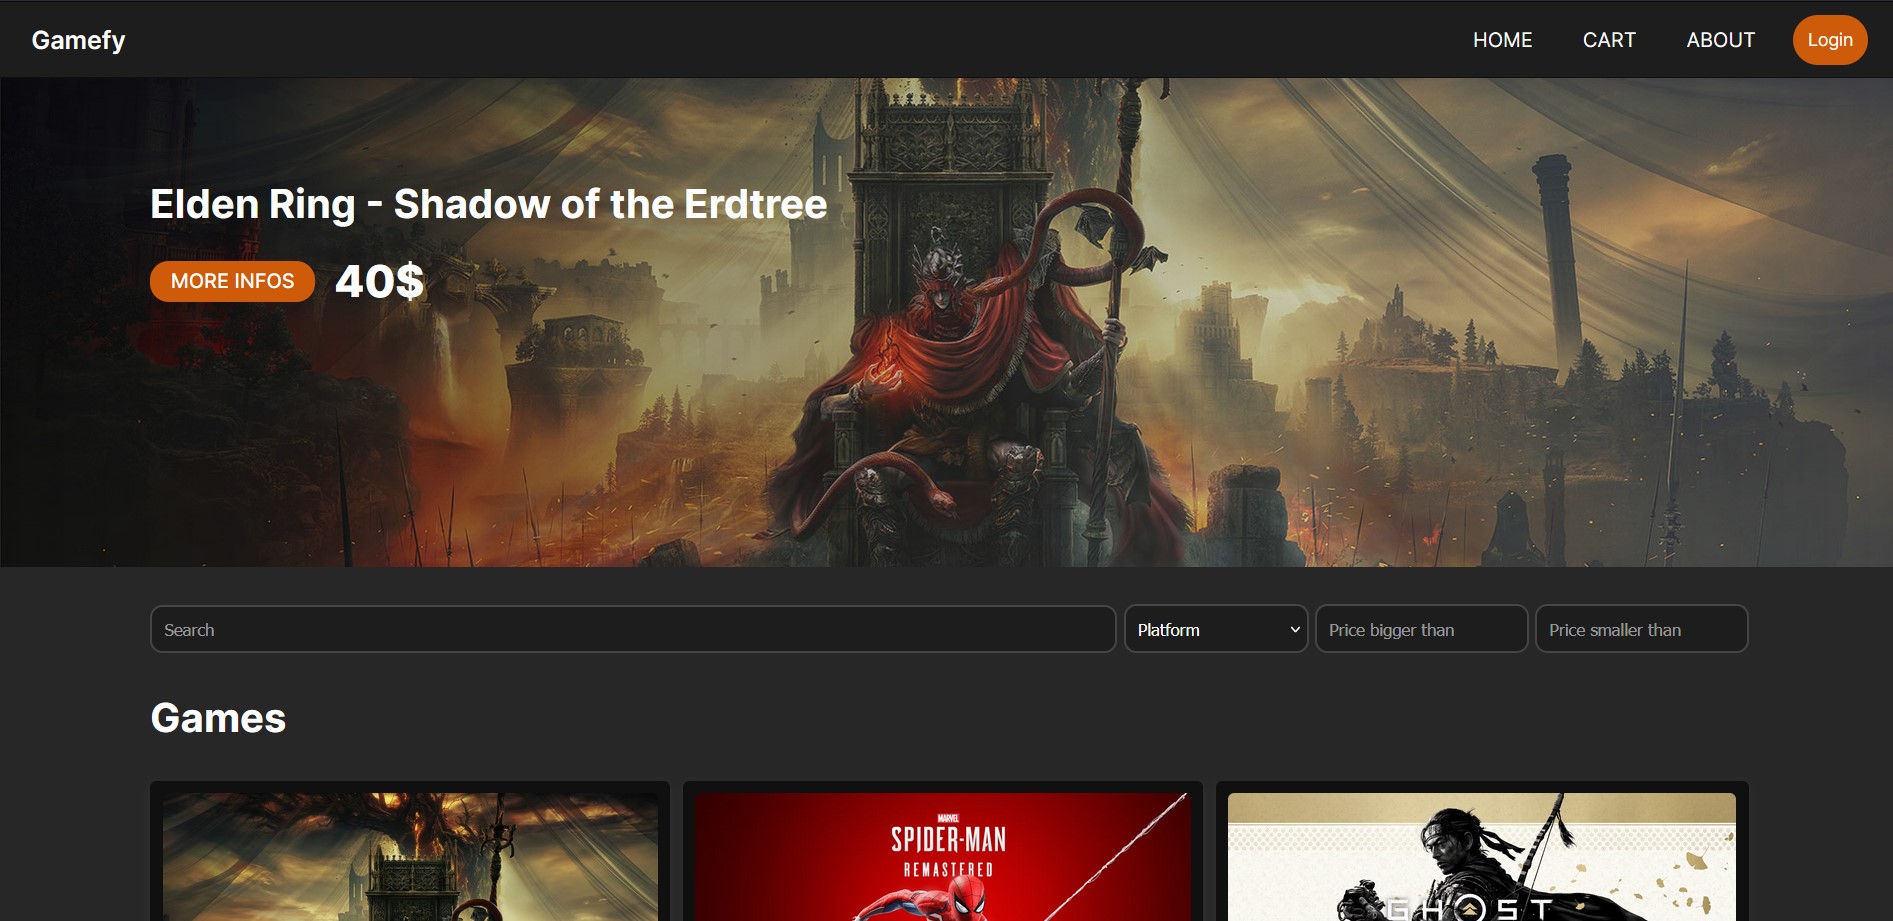 Gamefy
HOME CART ABOUT Login
Elden Ring - Shadow of the Erdtree
MORE INFOS 40$
Search Platform Price bigger than Price smaller than
Games
MARVEL
SPIDER-MAN
REMASTERED
GHOST